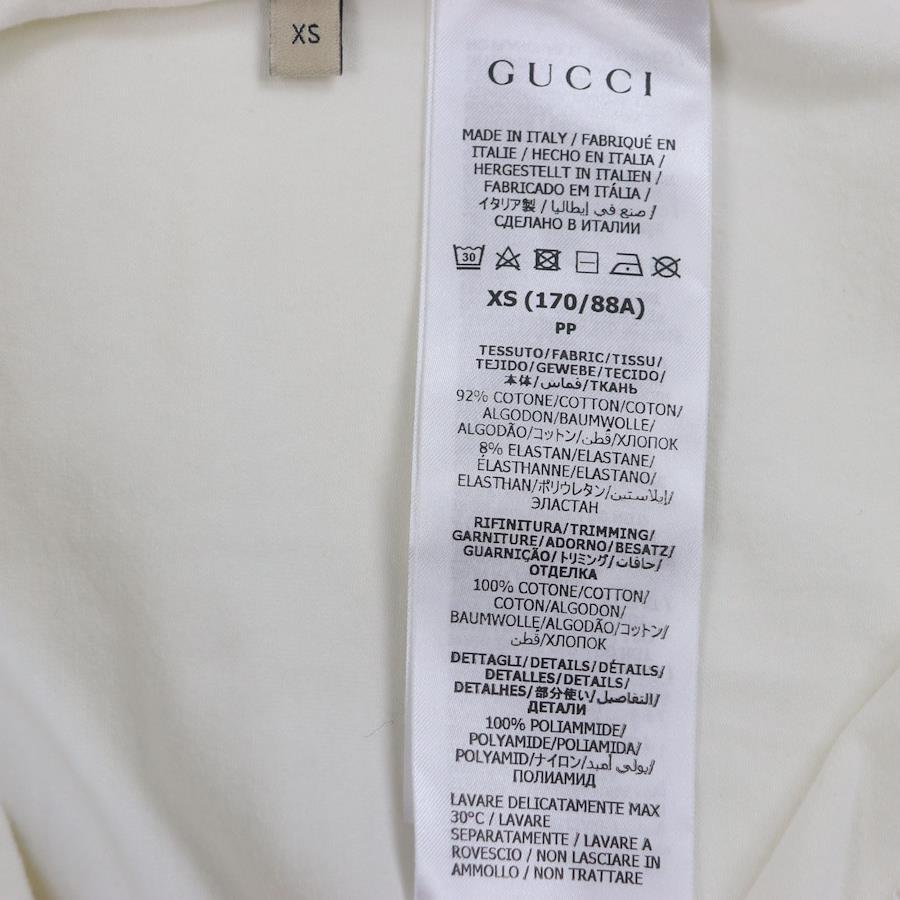 XS
GUCCI
MADE IN ITALY / FABRIQUÉ EN
ITALIE / HECHO EN ITALIA /
HERGESTELLT IN ITALIEN /
FABRICADO EM ITÁLIA /
イタリア製 / صنع في إيطاليا /
СДЕЛАНО В ИТАЛИИ
30
XS (170/88A)
PP
TESSUTO/FABRIC/TISSU/
TEJIDO/GEWEBE/TECIDO/
本体/قماش/ТКАНЬ
92% COTONE/COTTON/COTON/
ALGODON/BAUMWOLLE/
ALGODÃO/コットン/قطن/ХЛОПОК
8% ELASTAN/ELASTANE/
ÉLASTHANNE/ELASTANO/
ELASTHAN/ポリウレタン/إيلاستين/
ЭЛАСТАН
RIFINITURA/TRIMMING/
GARNITURE/ADORNO/BESATZ/
GUARNIÇÃO/トリミング/حافات/
ОТДЕЛКА
100% COTONE/COTTON/
COTON/ALGODON/
BAUMWOLLE/ALGODÃO/コットン/
قطن/ХЛОПОК
DETTAGLI/DETAILS/DÉTAILS/
DETALLES/DETAILS/
DETALHES/部分使い/التفاصيل/
ДЕТАЛИ
100% POLIAMMIDE/
POLYAMIDE/POLIAMIDA/
POLYAMID/ナイロン/بولي أميد/
ПОЛИАМИД
LAVARE DELICATAMENTE MAX
30°C / LAVARE
SEPARATAMENTE / LAVARE A
ROVESCIO / NON LASCIARE IN
AMMOLLO / NON TRATTARE